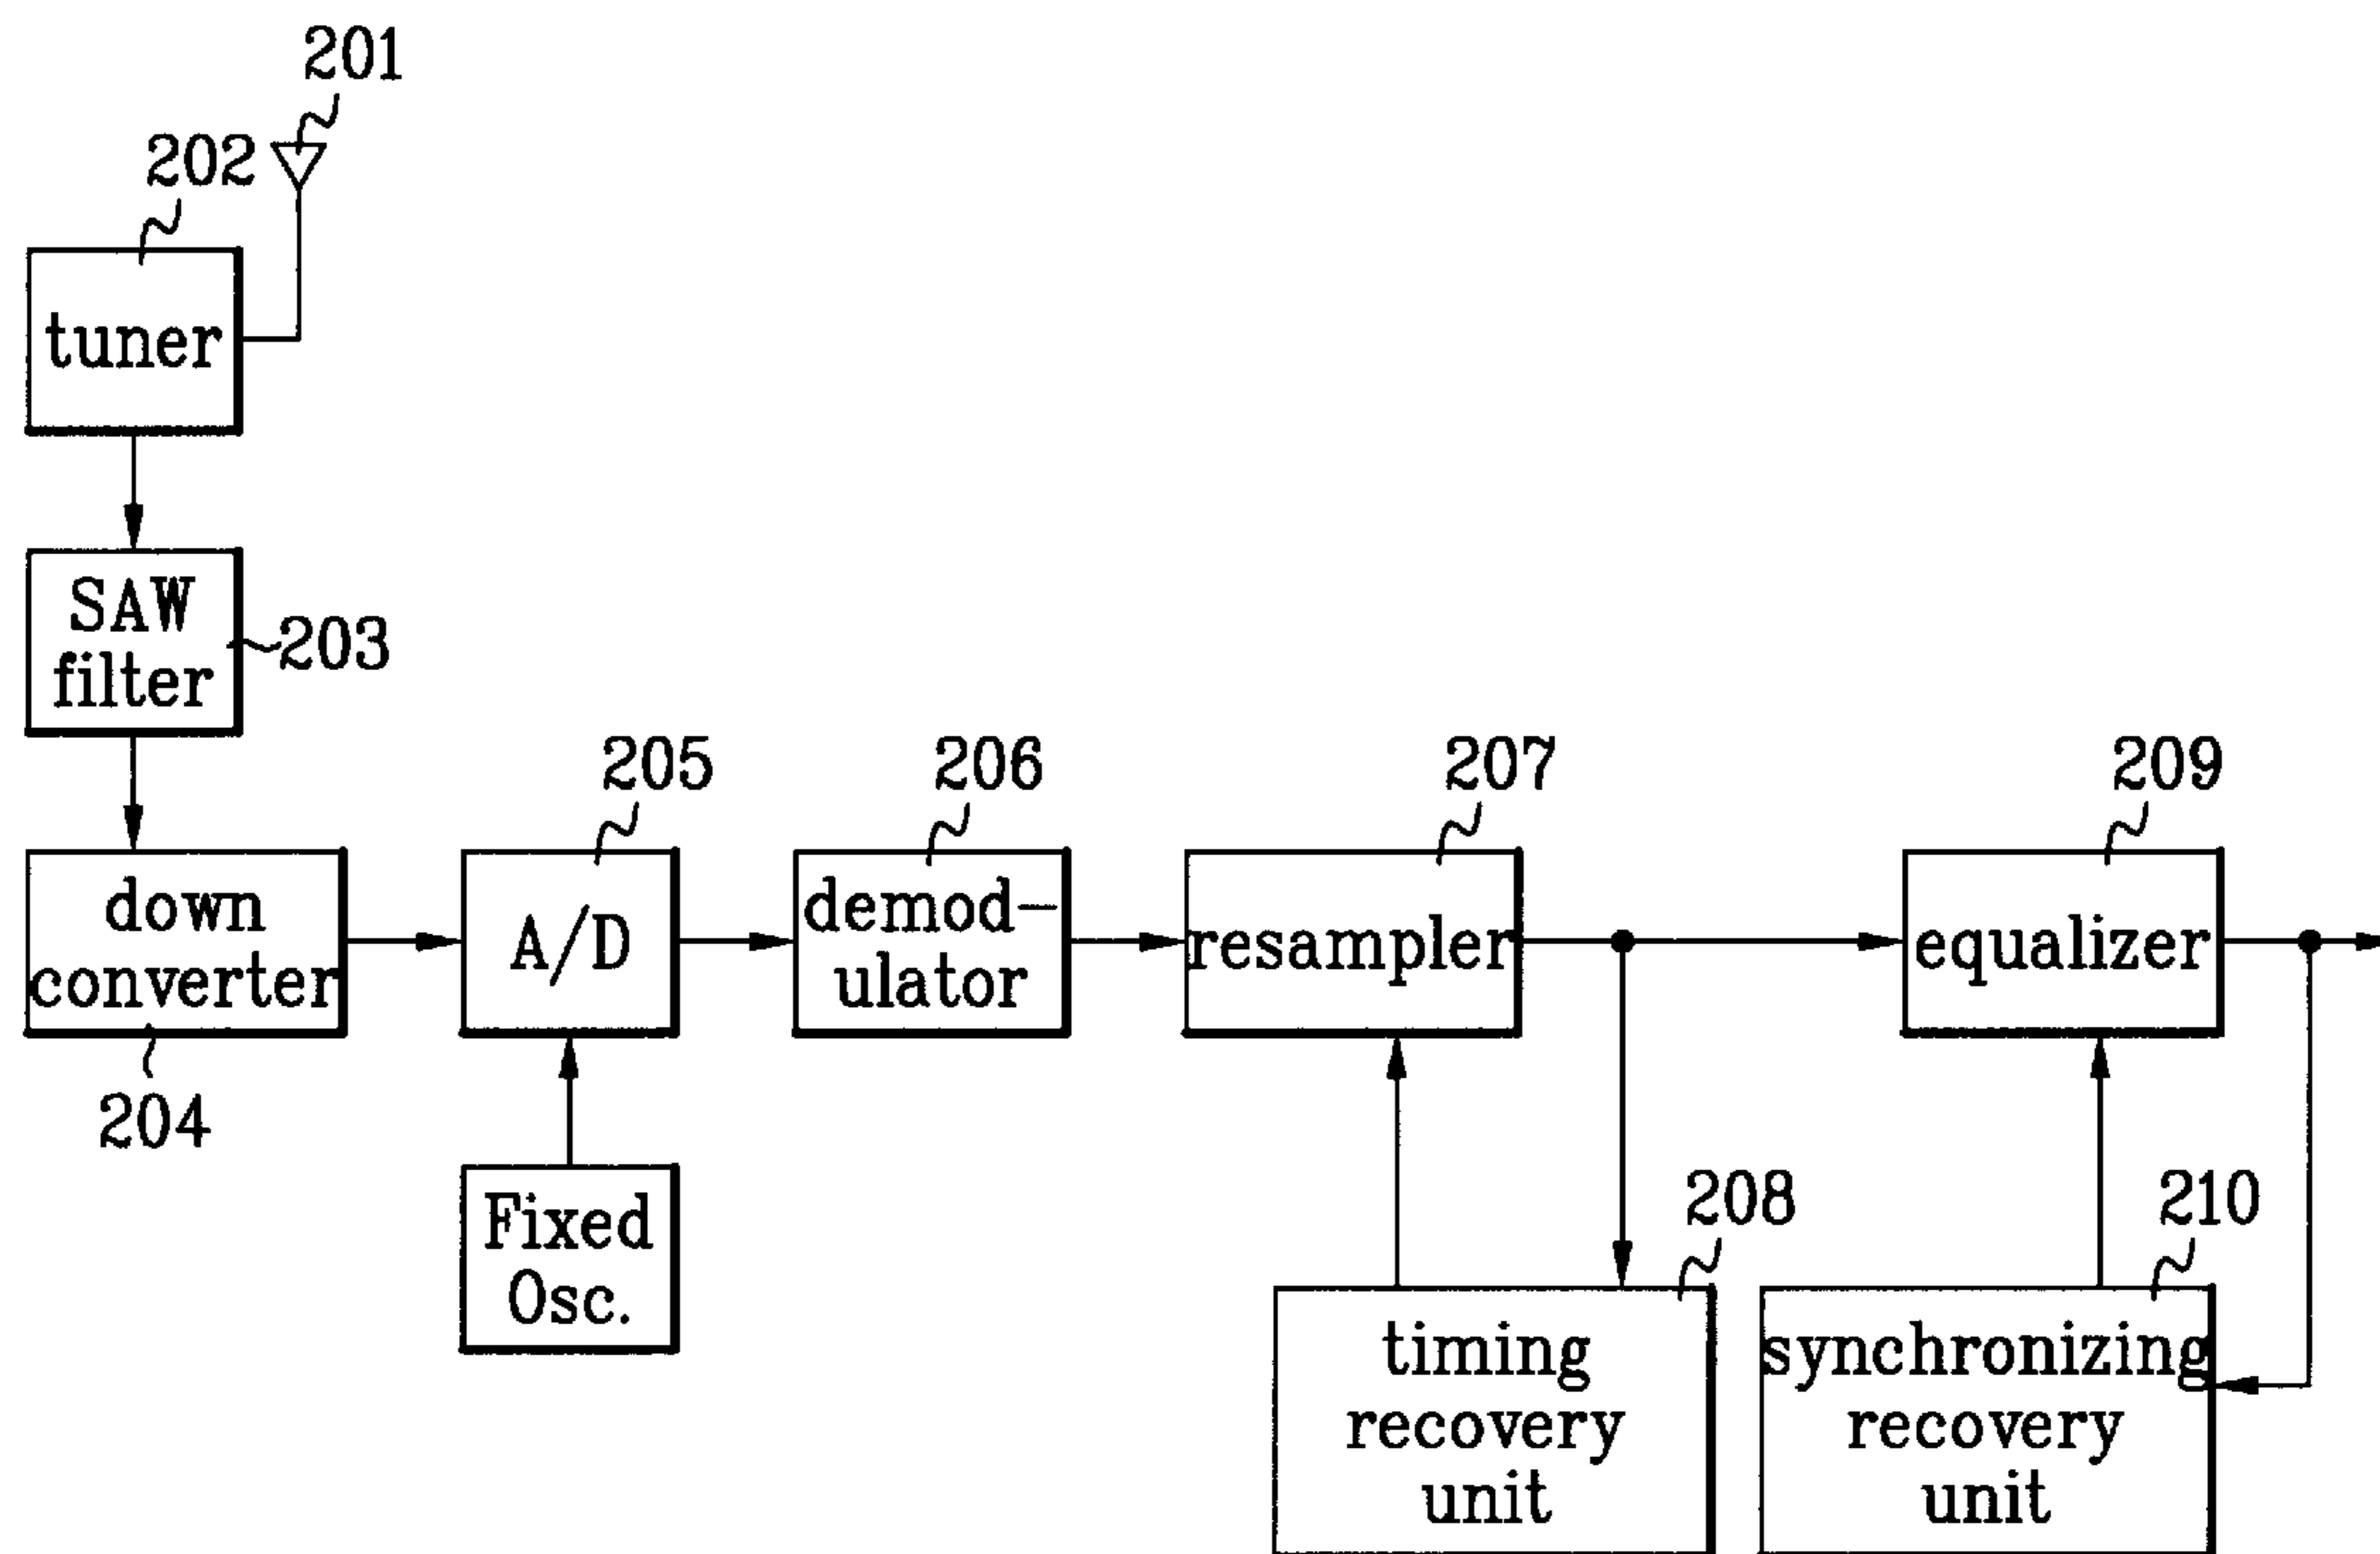 201
202
tuner
SAW
filter
203
205
206
207
209
down
converter
A/D
demod-
ulator
resampler
equalizer
204
Fixed
Osc.
208
210
timing
recovery
unit
synchronizing
recovery
unit